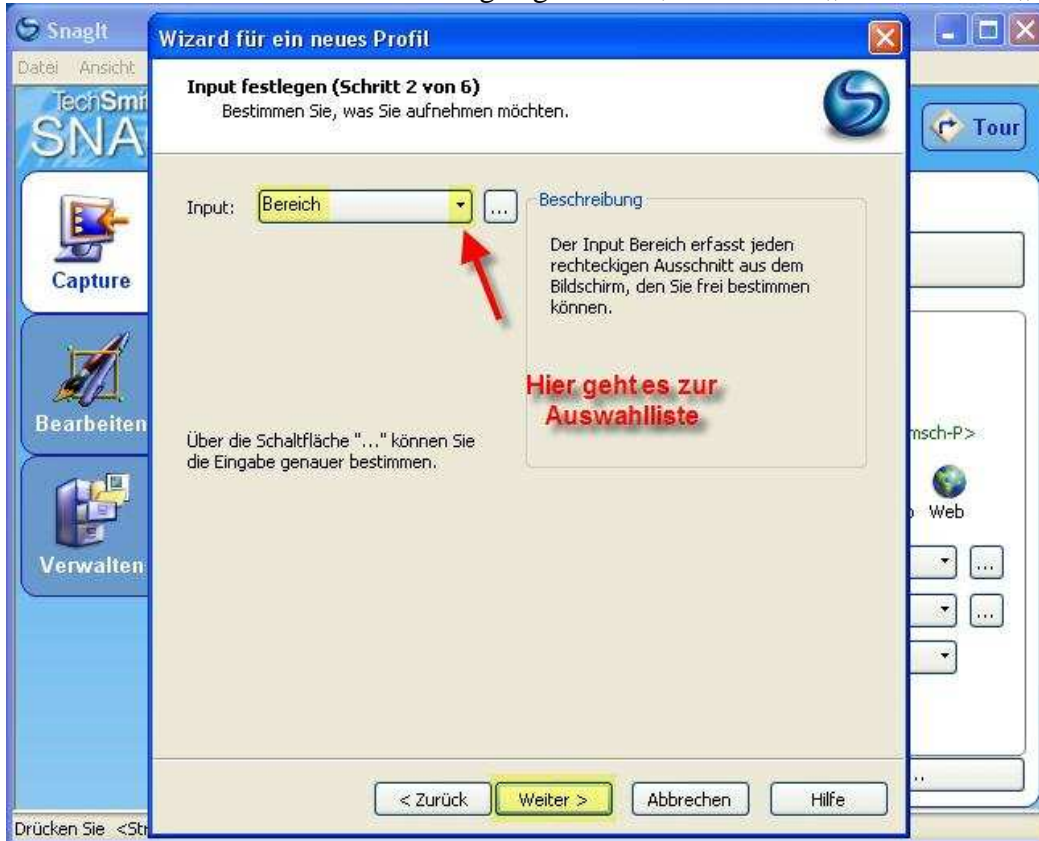 SnagIt
Wizard für ein neues Profil
Datei Ansicht
Input festlegen (Schritt 2 von 6)
Bestimmen Sie, was Sie aufnehmen möchten.
TechSmi
SNA
Tour
Input:
Bereich
...
Beschreibung
Der Input Bereich erfasst jeden
rechteckigen Ausschnitt aus dem
Bildschirm, den Sie frei bestimmen
können.
Capture
Hier geht es zur
Auswahlliste
Bearbeiten
Über die Schaltfläche "..." können Sie
die Eingabe genauer bestimmen.
msch-P>
Web
Verwalten
...
...
< Zurück
Weiter >
Abbrechen
Hilfe
Drücken Sie <Str